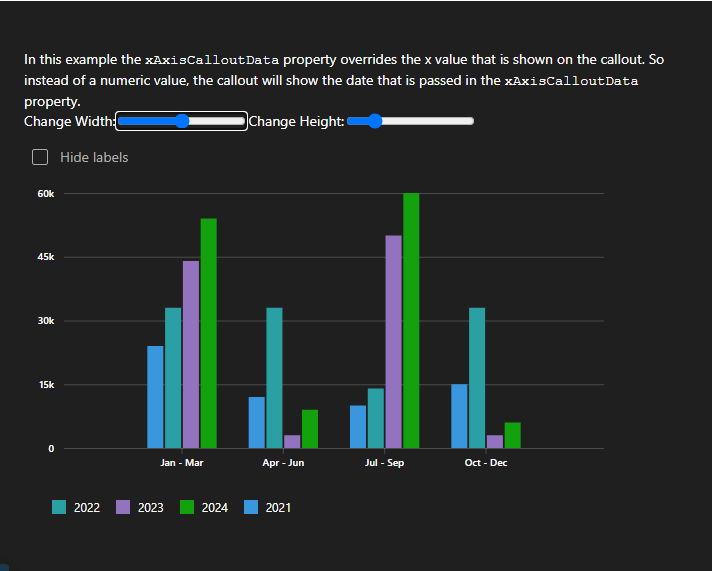 In this example the xAxisCalloutData property overrides the x value that is shown on the callout. So
instead of a numeric value, the callout will show the date that is passed in the xAxisCalloutData
property.
Change Width: Change Height:
Hide labels
60k
45k
30k
15k
0
Jan - Mar Apr - Jun Jul - Sep Oct - Dec
2022 2023 2024 2021